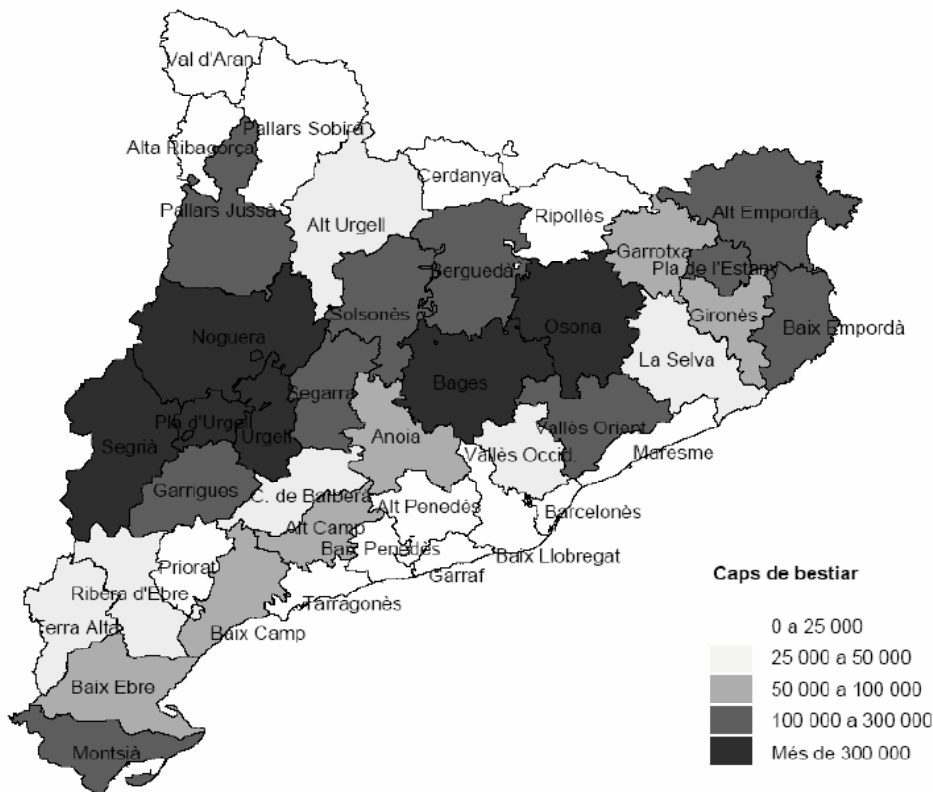 Val d'Aran
Pallars Sobirà
Alta Ribagorça
Cerdanya
Pallars Jussà
Alt Urgell
Ripollès
Alt Empordà
Garrotxa
Berguedà
Pla de l'Estany
Solsonès
Gironès
Noguera
Osona
Baix Empordà
La Selva
Bages
Segarra
Pla d'Urgell
Urgell
Segrià
Anoia
Vallès Orient.
Vallès Occid.
Maresme
Garrigues
C. de Balberà
Alt Penedès
Barcelonès
Alt Camp
Baix Penedès
Baix Llobregat
Priorat
Garraf
Ribera d'Ebre
Tarragonès
Terra Alta
Baix Camp
Baix Ebre
Montsià
Caps de bestiar
0 a 25 000
25 000 a 50 000
50 000 a 100 000
100 000 a 300 000
Més de 300 000